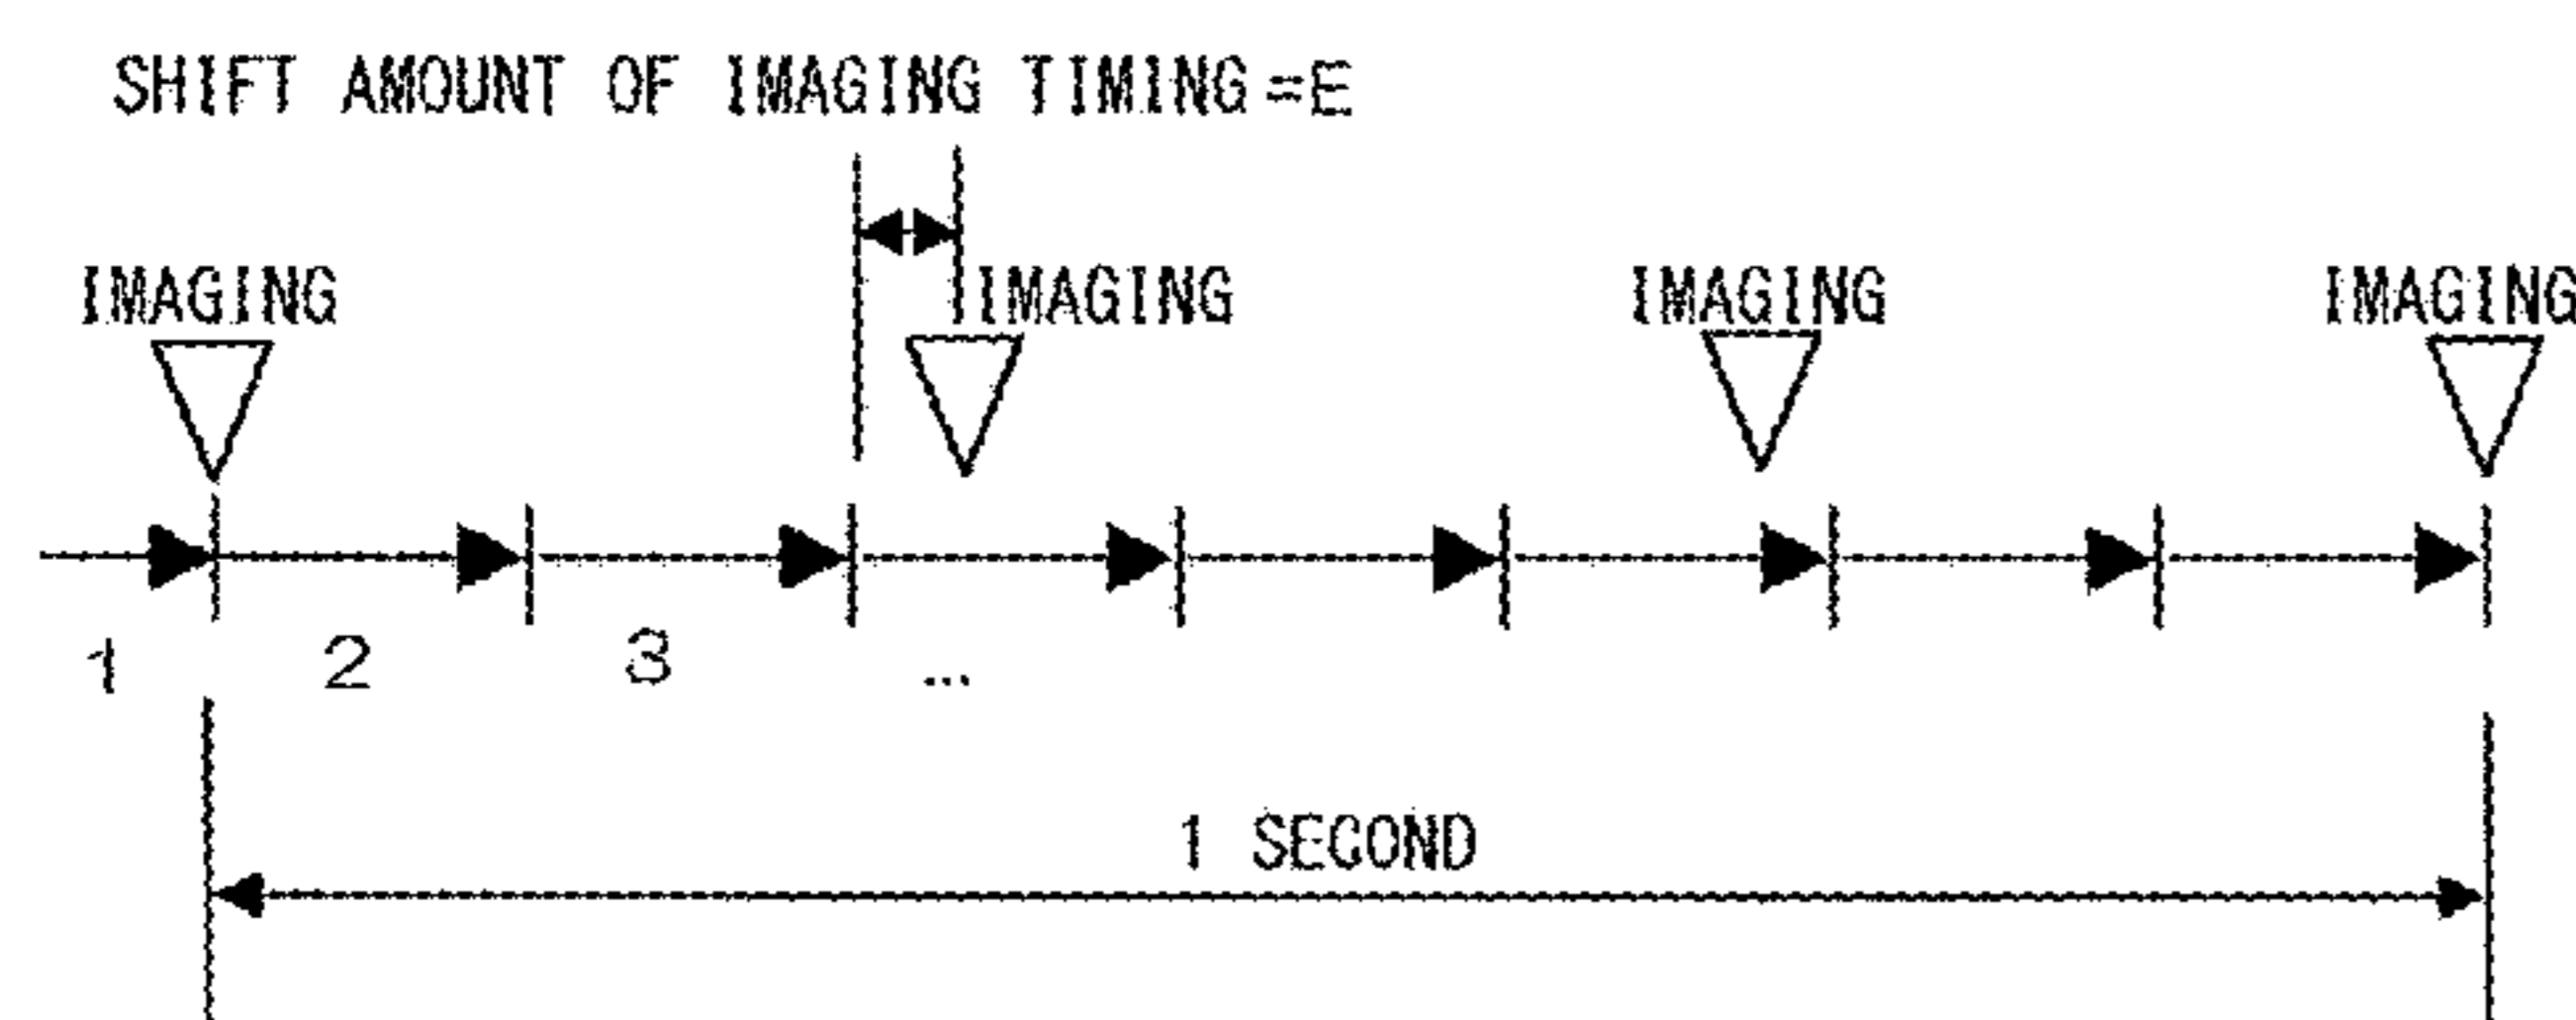 SHIFT AMOUNT OF IMAGING TIMING=E
IMAGING IMAGING IMAGING IMAGING
1 2 3 ...
1 SECOND